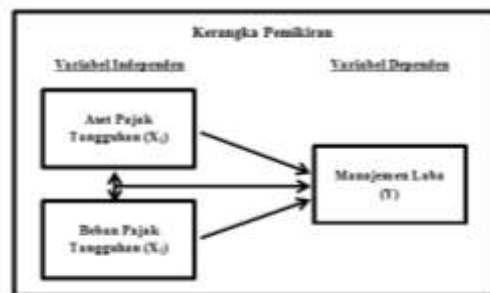 Kerangka Pemikiran
Variabel Independen
Variabel Dependen
Aset Pajak
Tangguhan (X₁)
Manajemen Laba
(Y)
Beban Pajak
Tangguhan (X₂)